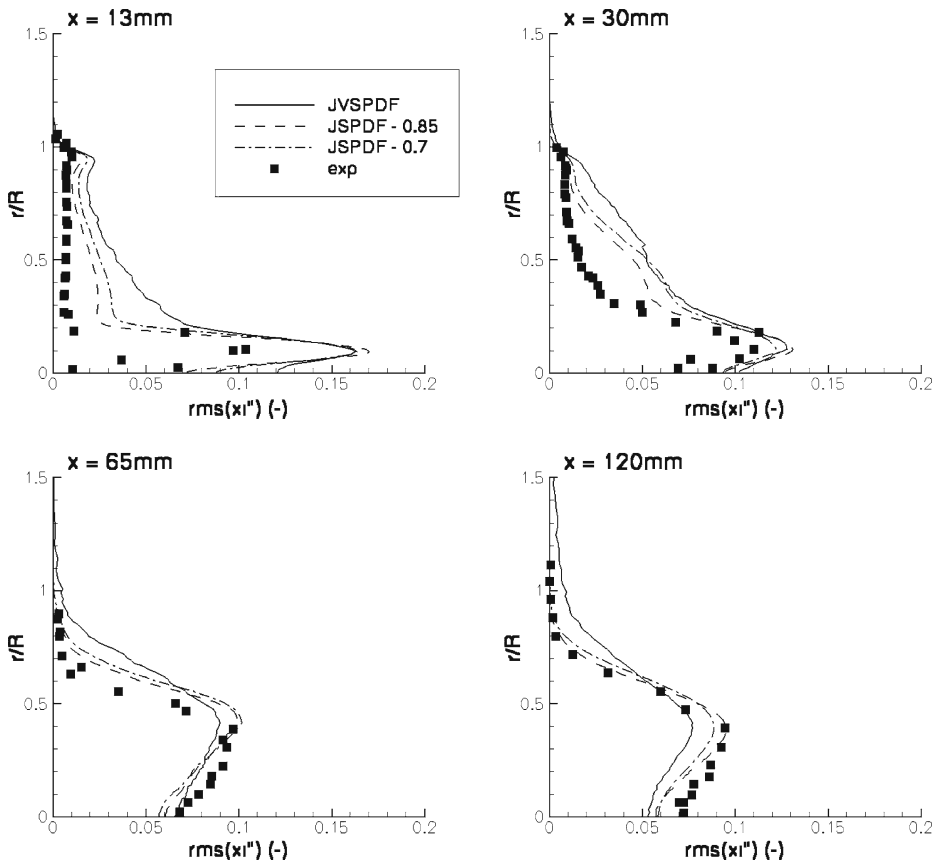 x = 13mm
1.5
1
0.5
0
r/R
0
0.05
0.1
0.15
0.2
rms(xi'') (-)
JVSPDF
JSPDF - 0.85
JSPDF - 0.7
exp
x = 30mm
1.5
1
0.5
0
r/R
0
0.05
0.1
0.15
0.2
rms(xi'') (-)
x = 65mm
1.5
1
0.5
0
r/R
0
0.05
0.1
0.15
0.2
rms(xi'') (-)
x = 120mm
1.5
1
0.5
0
r/R
0
0.05
0.1
0.15
0.2
rms(xi'') (-)